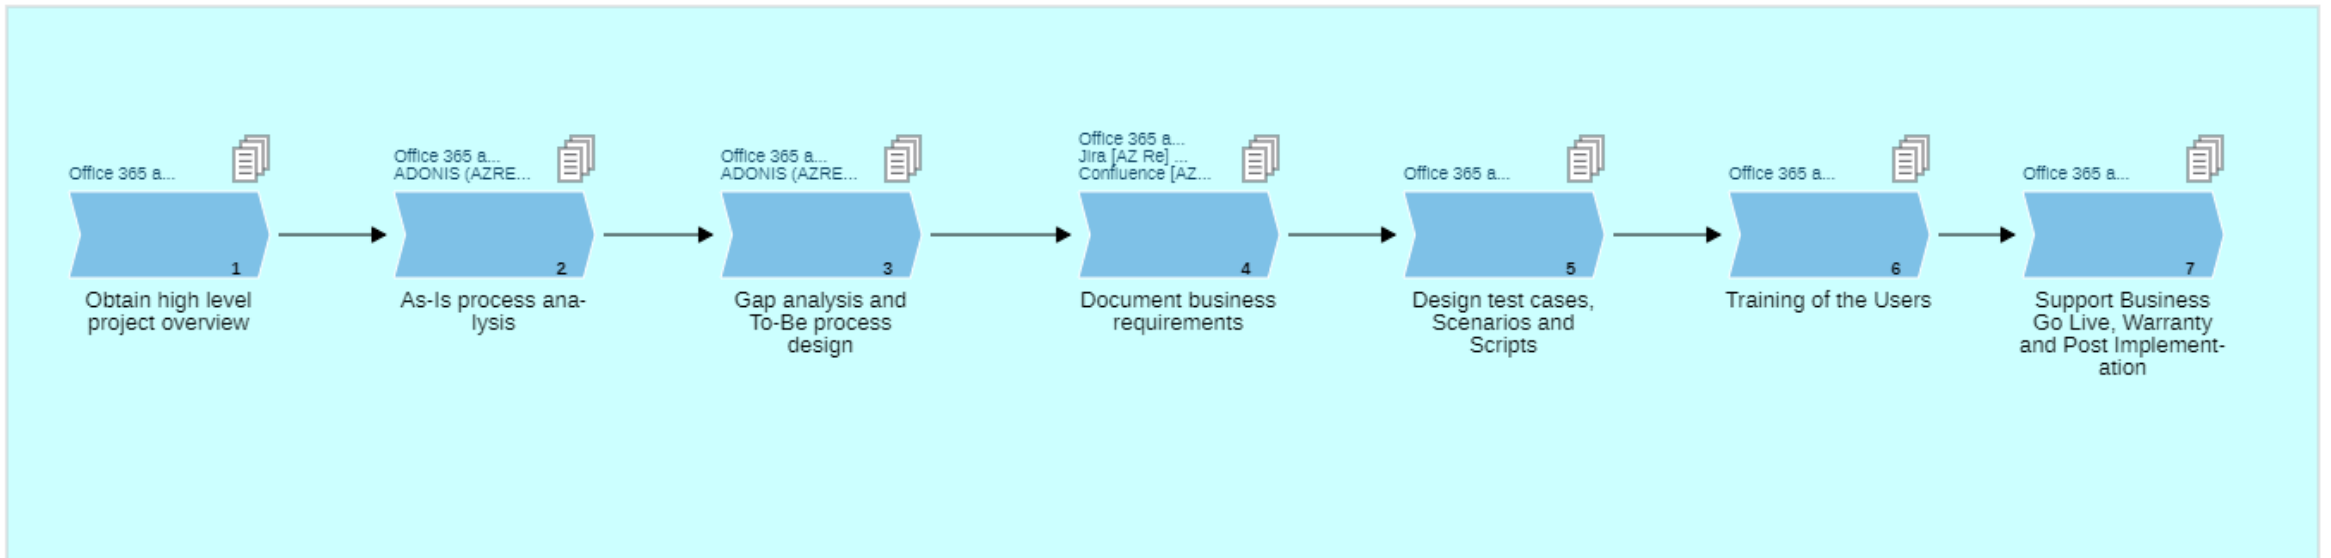 Office 365 a...
1
Obtain high level
project overview
Office 365 a...
ADONIS (AZRE...
2
As-Is process ana-
lysis
Office 365 a...
ADONIS (AZRE...
3
Gap analysis and
To-Be process
design
Office 365 a...
Jira [AZ Re] ...
Confluence [AZ...
4
Document business
requirements
Office 365 a...
5
Design test cases,
Scenarios and
Scripts
Office 365 a...
6
Training of the Users
Office 365 a...
7
Support Business
Go Live, Warranty
and Post Implement-
ation